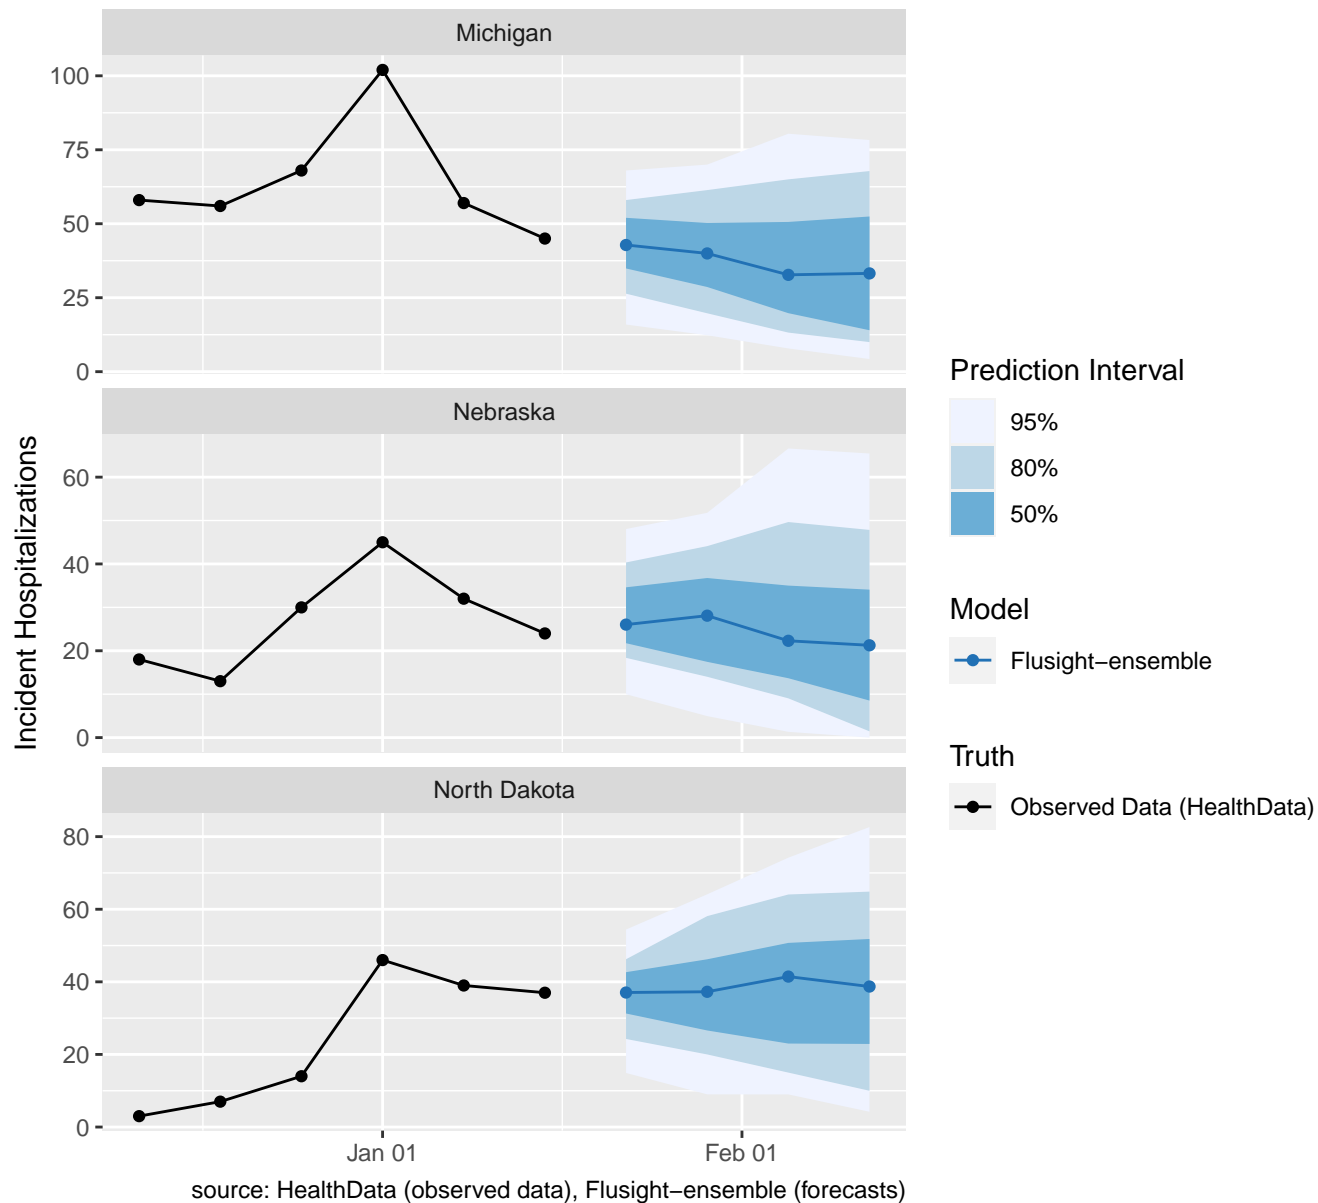 Michigan
100
75
50
25
0
Nebraska
60
40
20
0
North Dakota
80
60
40
20
0
Jan 01
Feb 01
Incident Hospitalizations
source: HealthData (observed data), Flusight−ensemble (forecasts)
Prediction Interval
95%
80%
50%
Model
Flusight−ensemble
Truth
Observed Data (HealthData)